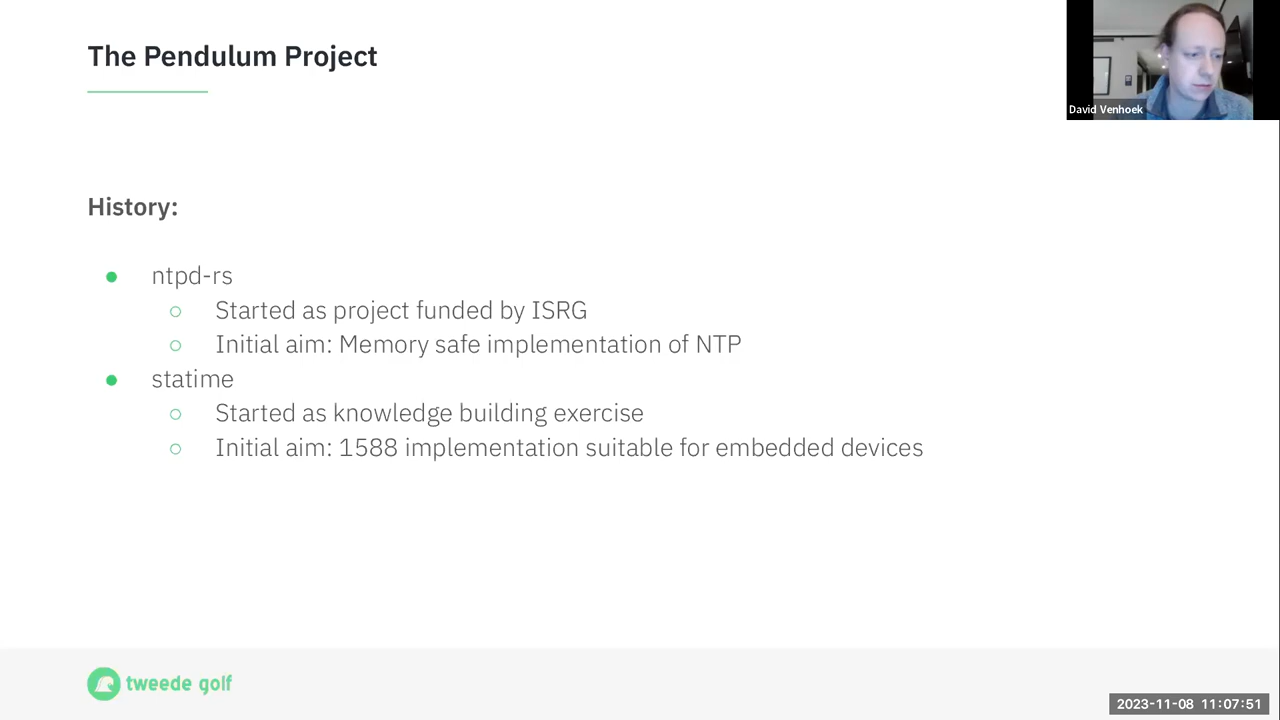 The Pendulum Project
David Venhoek
History:
ntpd-rs
Started as project funded by ISRG
Initial aim: Memory safe implementation of NTP
statime
Started as knowledge building exercise
Initial aim: 1588 implementation suitable for embedded devices
tweede golf
2023-11-08 11:07:51